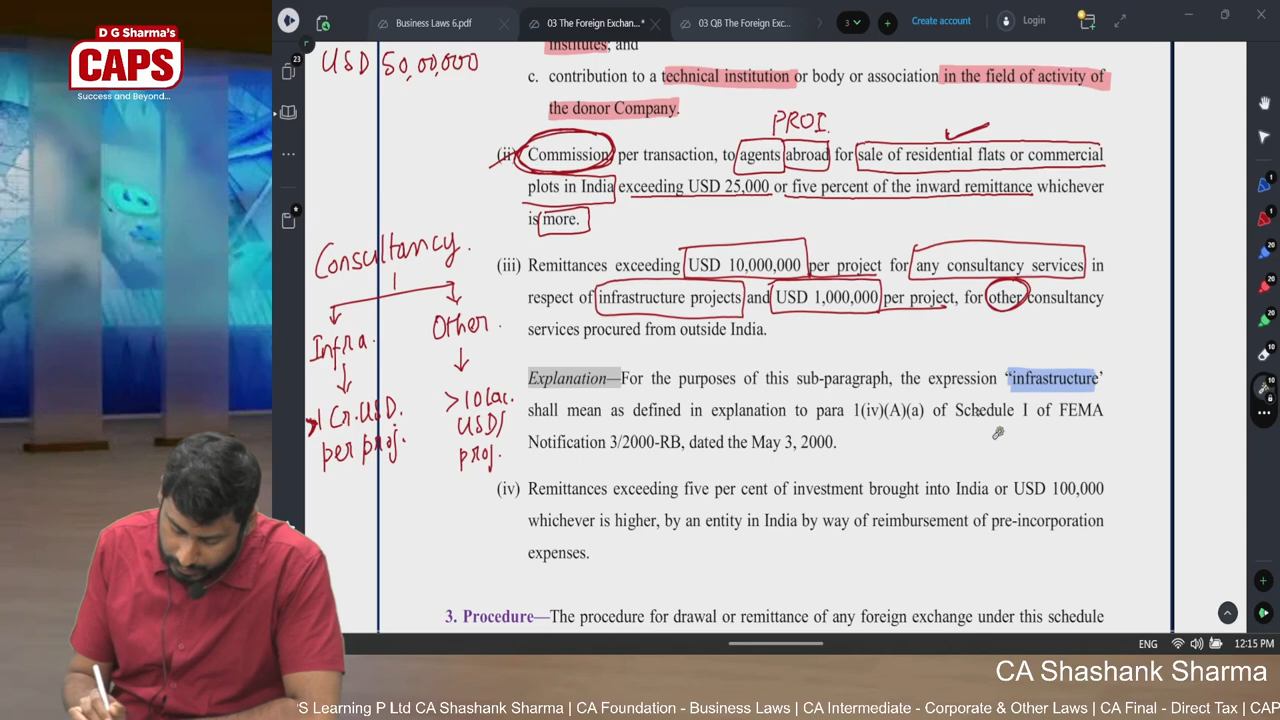 D G Sharma's
CAPS
Success and Beyond...
Business Laws 6.pdf
03 The Foreign Exchan...*
03 QB The Foreign Exc...
3
Create account
Login
23
USD 50,00,000
institutes; and
c. contribution to a technical institution or body or association in the field of activity of
the donor Company.
PROI.
(ii) Commission per transaction, to agents abroad for sale of residential flats or commercial
plots in India exceeding USD 25,000 or five percent of the inward remittance whichever
is more.
Consultancy.
Infra.
Other.
1 Cr. USD.
per proj.
>10 Lac.
USD/
proj.
(iii) Remittances exceeding USD 10,000,000 per project for any consultancy services in
respect of infrastructure projects and USD 1,000,000 per project, for other consultancy
services procured from outside India.
Explanation—For the purposes of this sub-paragraph, the expression “infrastructure’
shall mean as defined in explanation to para 1(iv)(A)(a) of Schedule I of FEMA
Notification 3/2000-RB, dated the May 3, 2000.
(iv) Remittances exceeding five per cent of investment brought into India or USD 100,000
whichever is higher, by an entity in India by way of reimbursement of pre-incorporation
expenses.
3. Procedure—The procedure for drawal or remittance of any foreign exchange under this schedule
1
1
20
20
20
10
10
ENG
12:15 PM
CA Shashank Sharma
S Learning P Ltd CA Shashank Sharma | CA Foundation - Business Laws | CA Intermediate - Corporate & Other Laws | CA Final - Direct Tax | CAP